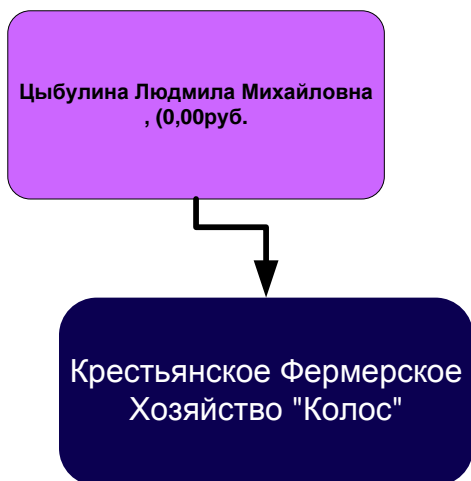 Цыбулина Людмила Михайловна
, (0,00руб.
Крестьянское Фермерское
Хозяйство "Колос"